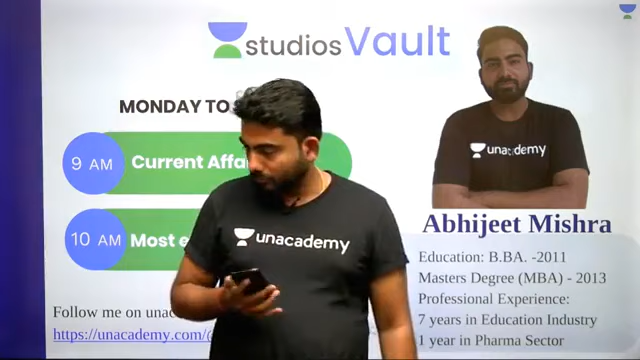 studios Vault
MONDAY TO
9 AM
Current Affa
10 AM
Most e
unacademy
unacademy
Abhijeet Mishra
Education: B.BA. -2011
Masters Degree (MBA) - 2013
Professional Experience:
7 years in Education Industry
1 year in Pharma Sector
Follow me on unac
https://unacademy.com/@